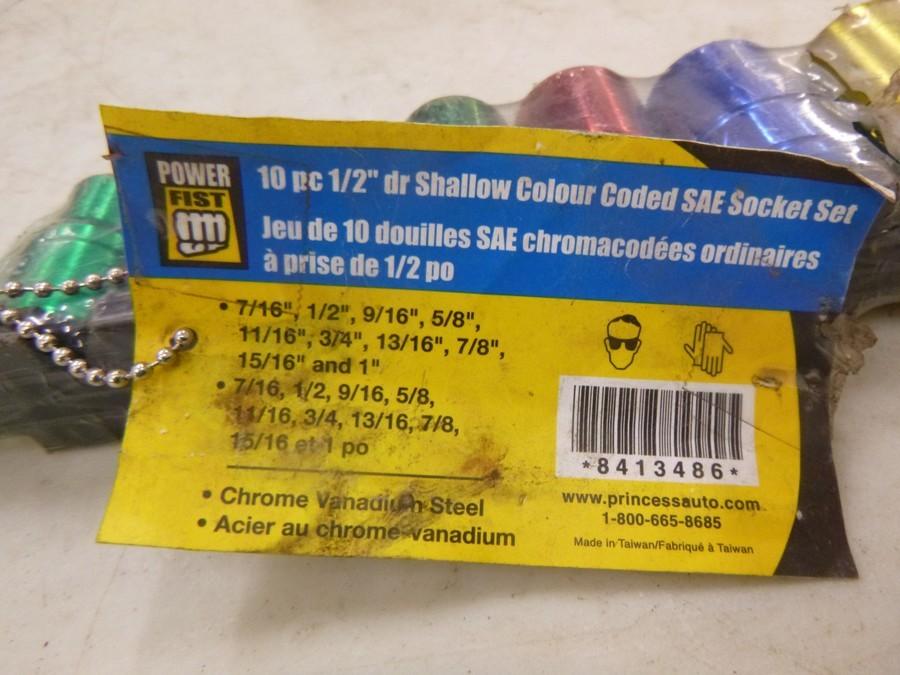 POWER
FIST
10 pc 1/2" dr Shallow Colour Coded SAE Socket Set
Jeu de 10 douilles SAE chromacodées ordinaires
à prise de 1/2 po
• 7/16", 1/2", 9/16", 5/8",
11/16", 3/4", 13/16", 7/8",
15/16" and 1"
• 7/16, 1/2, 9/16, 5/8,
11/16, 3/4, 13/16, 7/8,
15/16 et 1 po
• Chrome Vanadium Steel
• Acier au chrome-vanadium
*8413486*
www.princessauto.com
1-800-665-8685
Made in Taiwan/Fabriqué à Taiwan